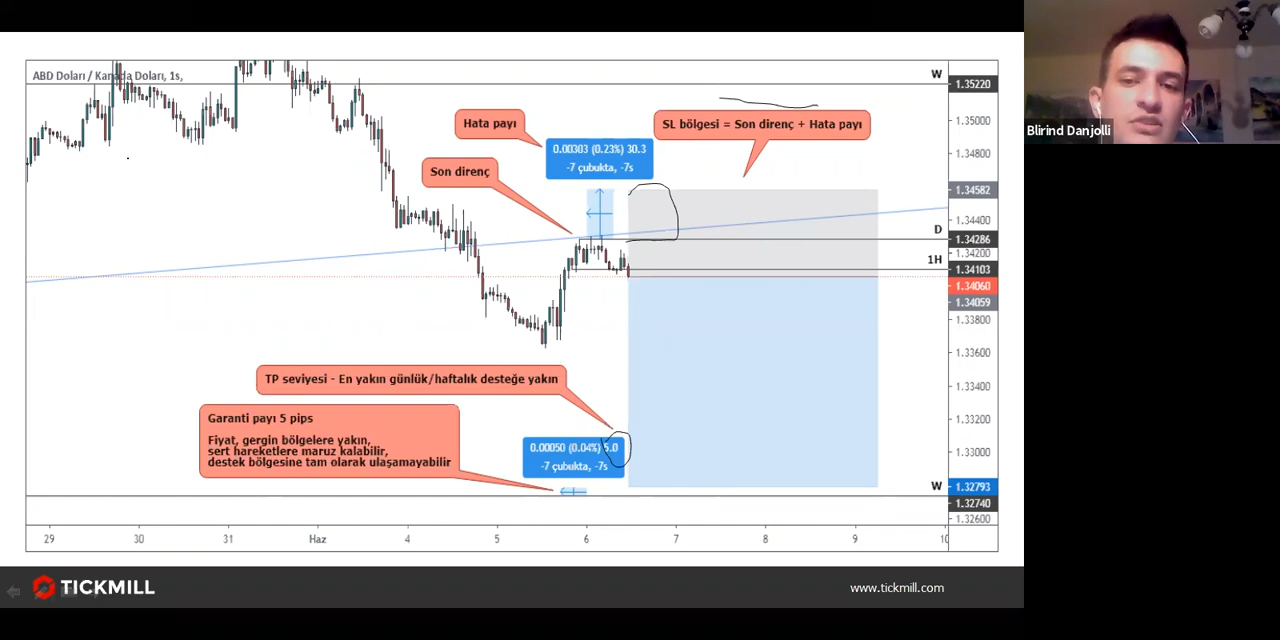 ABD Doları / Kanada Doları, 1s,
W
1.35220
1.35000
1.34800
1.34582
1.34400
D
1.34286
1.34200
1H
1.34103
1.34060
1.34059
1.33800
1.33600
1.33400
1.33200
1.33000
W
1.32793
1.32740
1.32600
Hata payı
0.00303 (0.23%) 30.3
-7 çubukta, -7s
SL bölgesi = Son direnç + Hata payı
Son direnç
TP seviyesi - En yakın günlük/haftalık desteğe yakın
Garanti payı 5 pips
Fiyat, gergin bölgelere yakın,
sert hareketlere maruz kalabilir,
destek bölgesine tam olarak ulaşamayabilir
0.00050 (0.04%) 5.0
-7 çubukta, -7s
29
30
31
Haz
4
5
6
7
8
9
10
TICKMILL
www.tickmill.com
Blirind Danjolli